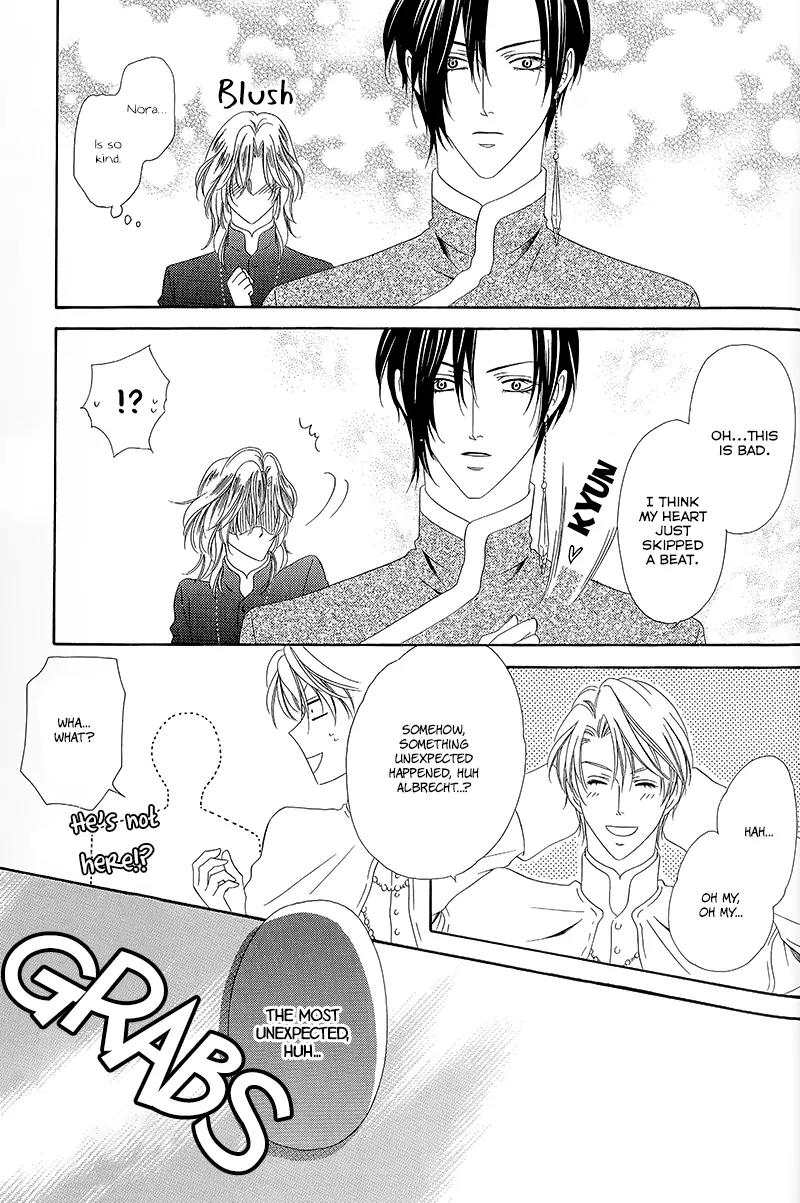 Blush
Nora...
Is so
kind.
OH...THIS
IS BAD.
I THINK
MY HEART
JUST
SKIPPED
A BEAT.
KYUN
!?
HAH...
OH MY,
OH MY...
SOMEHOW,
SOMETHING
UNEXPECTED
HAPPENED, HUH
ALBRECHT...?
WHA...
WHAT?
He's not
here!?
THE MOST
UNEXPECTED,
HUH...
GRABS